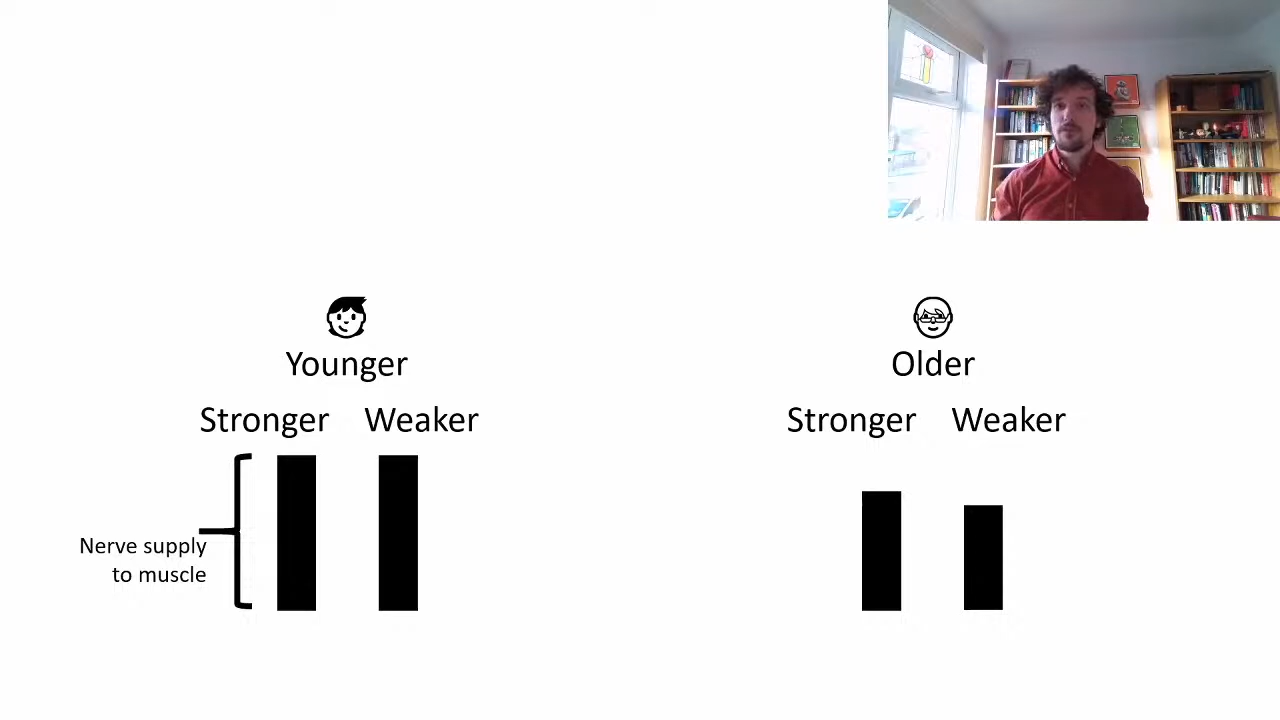 Younger
Older
Stronger
Weaker
Stronger
Weaker
Nerve supply
to muscle